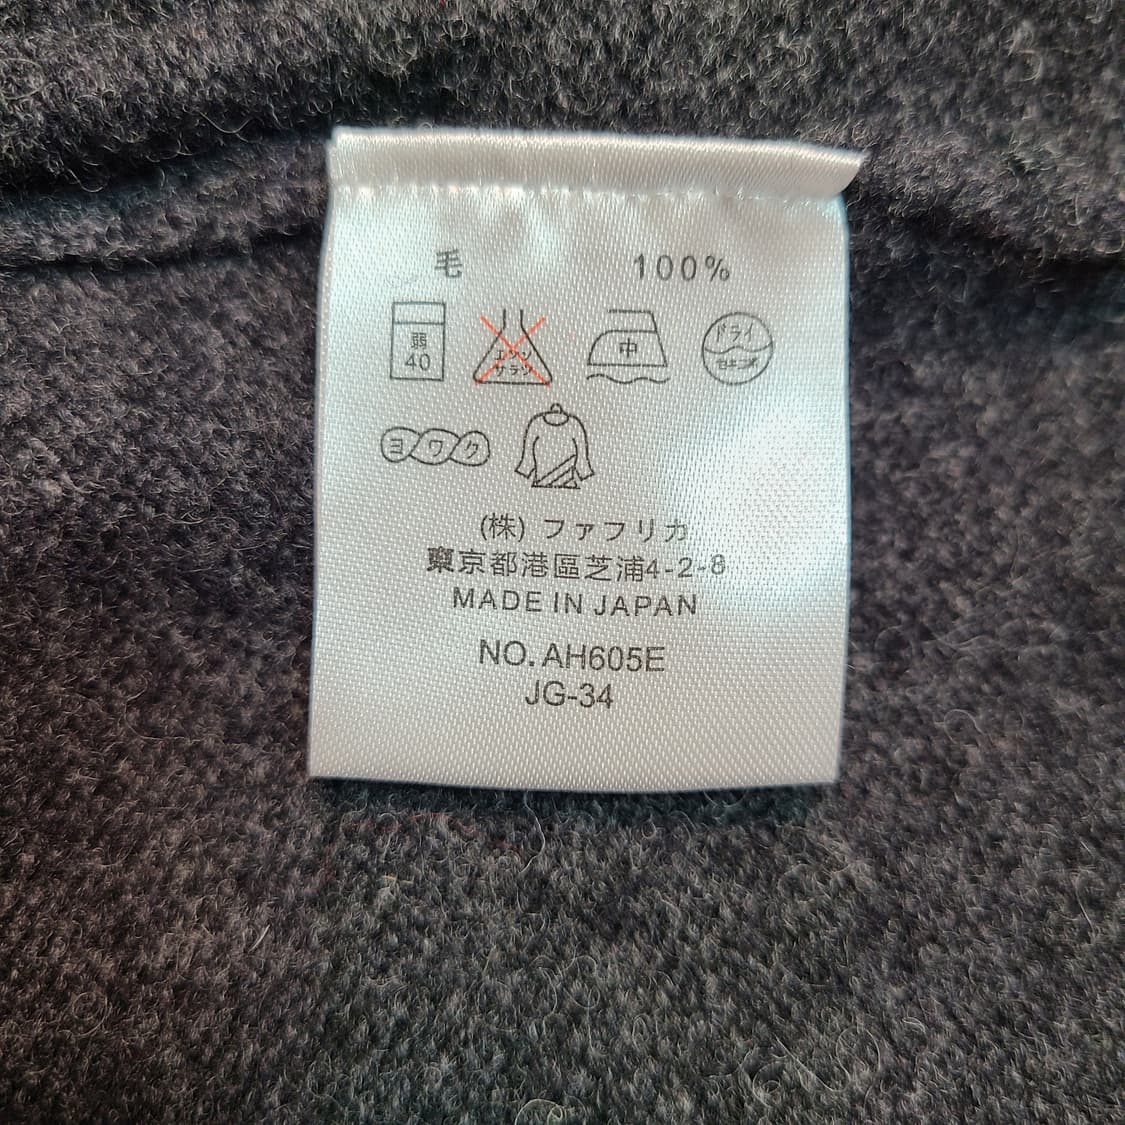 毛 100%
弱 40 エンソ サラシ 中 ドライ セキユ系
ヨワク
(株) ファフリカ
東京都港區芝浦4-2-8
MADE IN JAPAN
NO. AH605E
JG-34